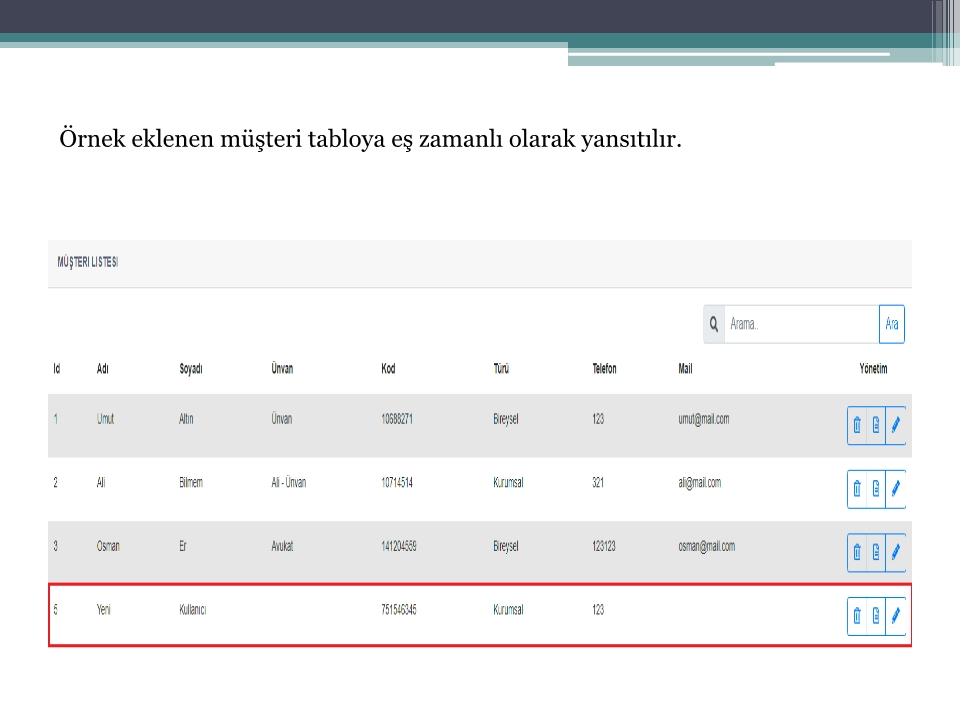 Örnek eklenen müşteri tabloya eş zamanlı olarak yansıtılır.
MÜŞTERI LISTESI
Arama.. Ara
Id Adı Soyadı Ünvan Kod Türü Telefon Mail Yönetim
1 Umut Altın Ünvan 10688271 Bireysel 123 umut@mail.com
2 Ali Bilmem Ali - Ünvan 10714514 Kurumsal 321 ali@mail.com
3 Osman Er Avukat 141204559 Bireysel 123123 osman@mail.com
5 Yeni Kullanıcı 751546345 Kurumsal 123